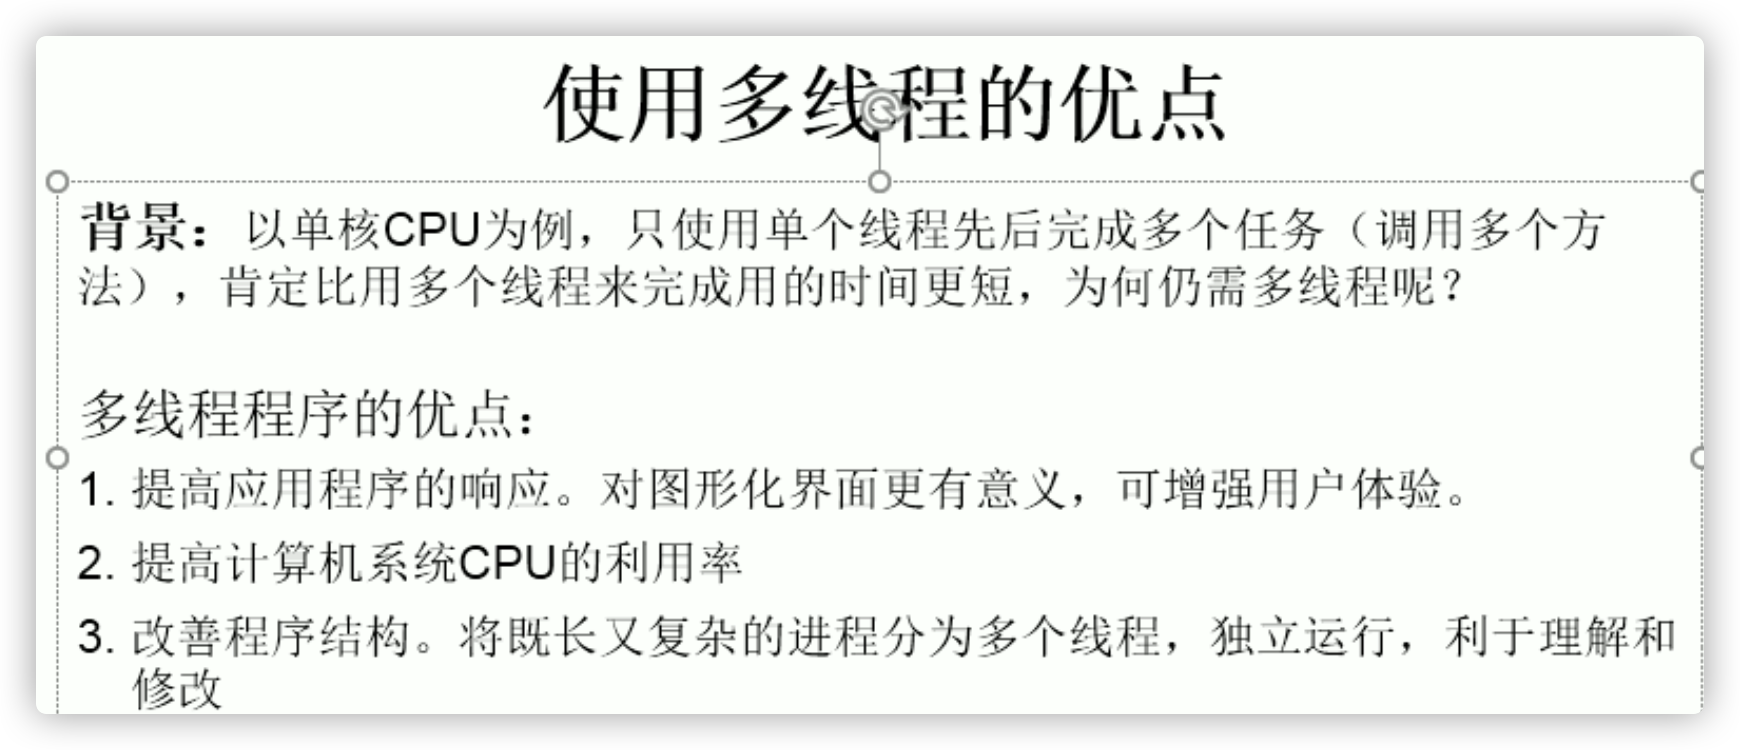 使用多线程的优点
背景：以单核CPU为例，只使用单个线程先后完成多个任务（调用多个方
法），肯定比用多个线程来完成用的时间更短，为何仍需多线程呢？
多线程程序的优点：
1. 提高应用程序的响应。对图形化界面更有意义，可增强用户体验。
2. 提高计算机系统CPU的利用率
3. 改善程序结构。将既长又复杂的进程分为多个线程，独立运行，利于理解和
修改